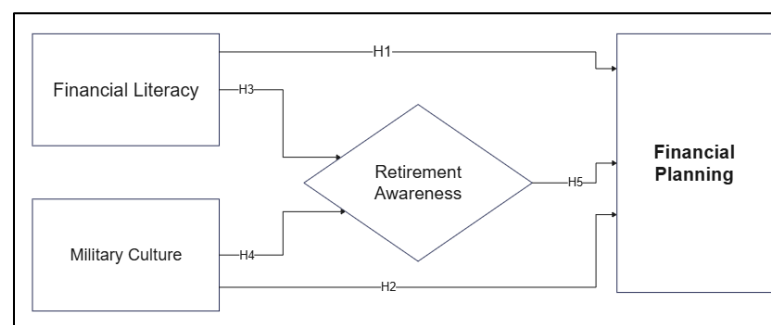 H1
Financial Literacy
H3
Retirement
Awareness
Financial
Planning
H5
Military Culture
H4
H2